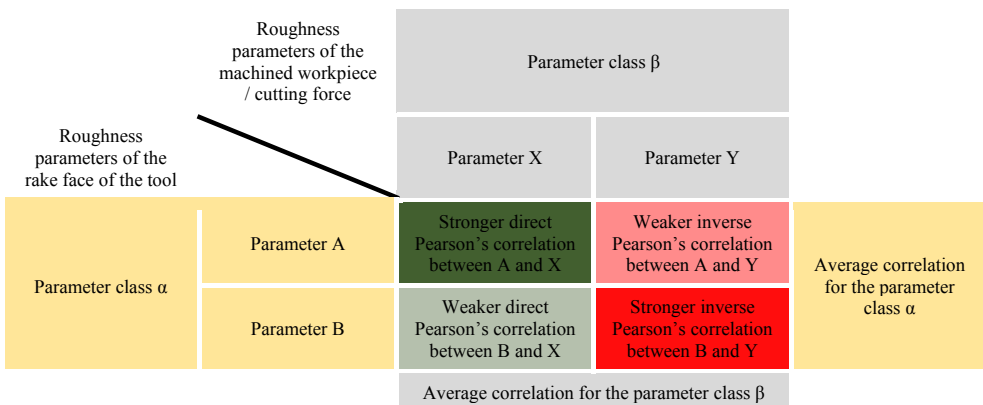 Roughness
parameters of the
machined workpiece
/ cutting force
Parameter class β
Roughness
parameters of the
rake face of the tool
Parameter X
Parameter Y
Parameter class α
Parameter A
Stronger direct
Pearson’s correlation
between A and X
Weaker inverse
Pearson’s correlation
between A and Y
Average correlation
for the parameter
class α
Parameter B
Weaker direct
Pearson’s correlation
between B and X
Stronger inverse
Pearson’s correlation
between B and Y
Average correlation for the parameter class β